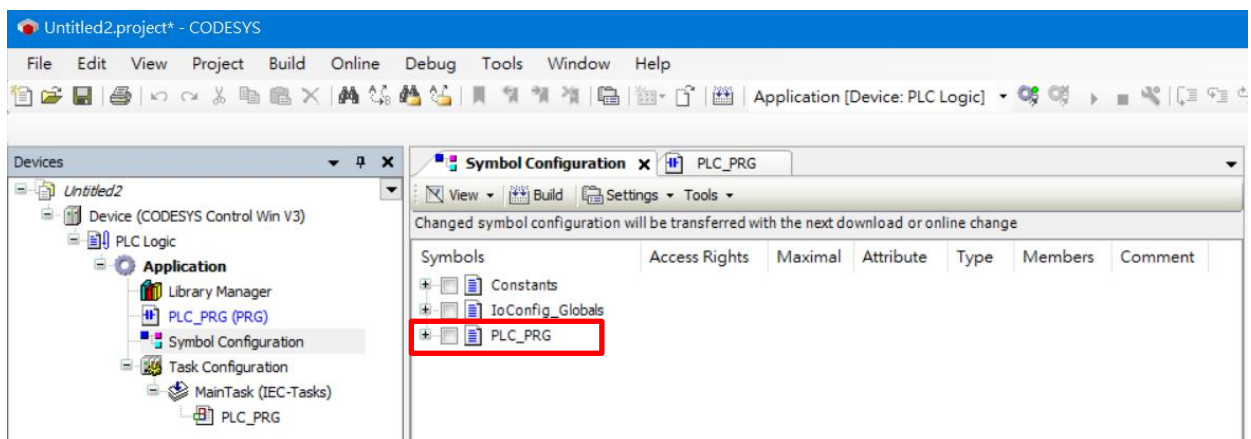 Untitled2.project* - CODESYS
File Edit View Project Build Online Debug Tools Window Help
Application [Device: PLC Logic]
Devices
Untitled2
Device (CODESYS Control Win V3)
PLC Logic
Application
Library Manager
PLC_PRG (PRG)
Symbol Configuration
Task Configuration
MainTask (IEC-Tasks)
PLC_PRG
Symbol Configuration PLC_PRG
View Build Settings Tools
Changed symbol configuration will be transferred with the next download or online change
Symbols Access Rights Maximal Attribute Type Members Comment
Constants
IoConfig_Globals
PLC_PRG